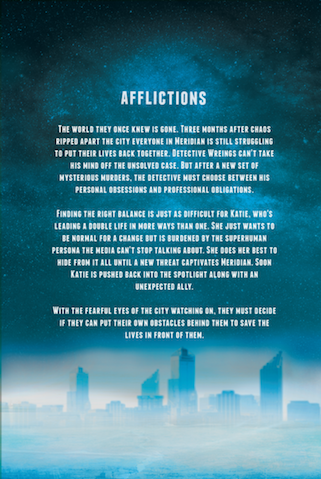 AFFLICTIONS
THE WORLD THEY ONCE KNEW IS GONE. THREE MONTHS AFTER CHAOS
RIPPED APART THE CITY EVERYONE IN MERIDIAN IS STILL STRUGGLING
TO PUT THEIR LIVES BACK TOGETHER. DETECTIVE WREINGS CAN'T TAKE
HIS MIND OFF THE UNSOLVED CASE. BUT AFTER A NEW SET OF
MYSTERIOUS MURDERS, THE DETECTIVE MUST CHOOSE BETWEEN HIS
PERSONAL OBSESSIONS AND PROFESSIONAL OBLIGATIONS.
FINDING THE RIGHT BALANCE IS JUST AS DIFFICULT FOR KATIE, WHO'S
LEADING A DOUBLE LIFE IN MORE WAYS THAN ONE. SHE JUST WANTS TO
BE NORMAL FOR A CHANGE BUT IS BURDENED BY THE SUPERHUMAN
PERSONA THE MEDIA CAN'T STOP TALKING ABOUT. SHE DOES HER BEST TO
HIDE FROM IT ALL UNTIL A NEW THREAT CAPTIVATES MERIDIAN. SOON
KATIE IS PUSHED BACK INTO THE SPOTLIGHT ALONG WITH AN
UNEXPECTED ALLY.
WITH THE FEARFUL EYES OF THE CITY WATCHING ON, THEY MUST DECIDE
IF THEY CAN PUT THEIR OWN OBSTACLES BEHIND THEM TO SAVE THE
LIVES IN FRONT OF THEM.